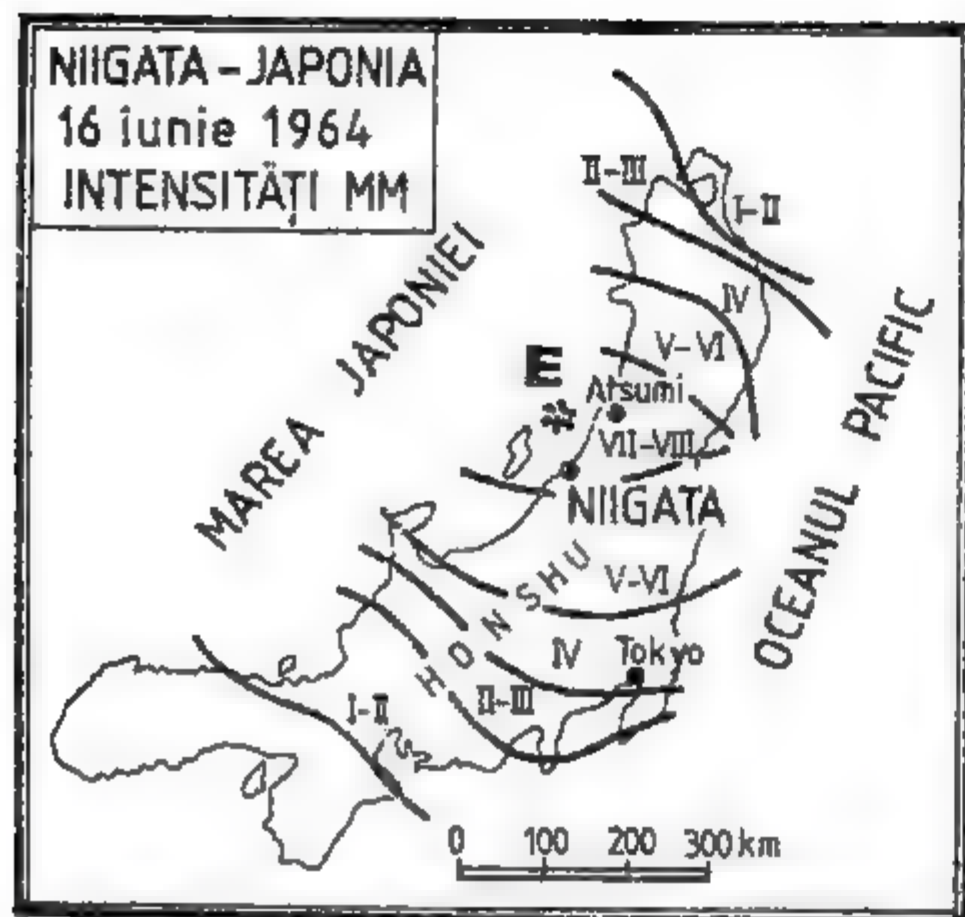 NIIGATA-JAPONIA
16 iunie 1964
INTENSITĂŢI MM
MAREA JAPONIEI
OCEANUL PACIFIC
II-III
I-II
IV
V-VI
E
Atsumi
VII-VIII
NIIGATA
HONSHU
V-VI
IV
Tokyo
II-III
I-II
0 100 200 300 km